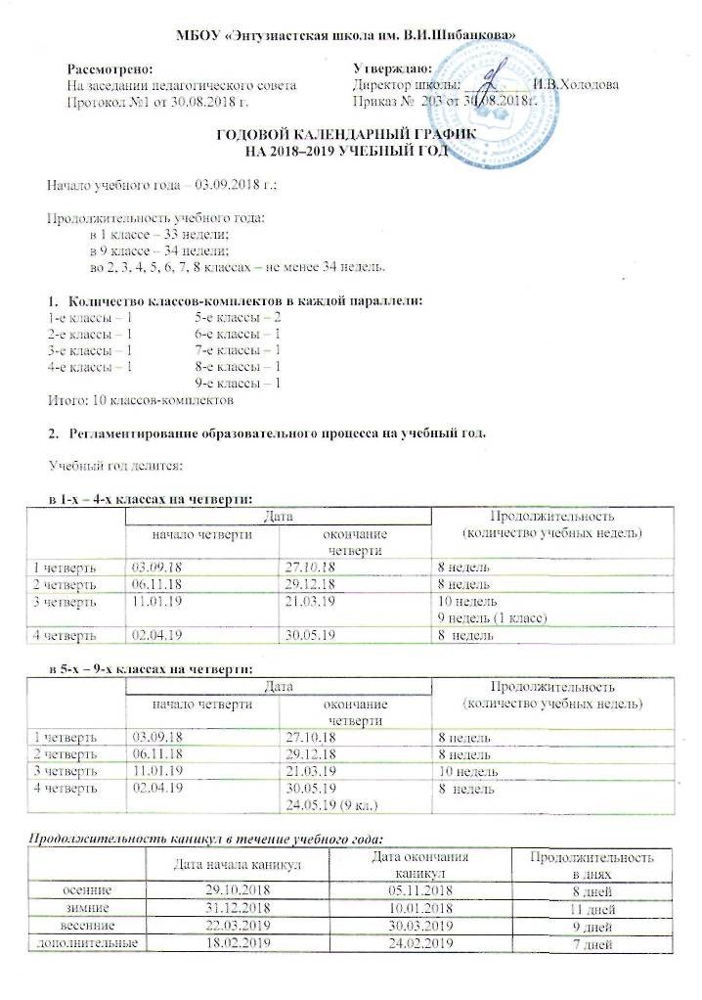 МБОУ «Энтузиастская школа им. В.И.Шибанкова»
Рассмотрено: Утверждаю:
На заседании педагогического совета Директор школы: И.В.Холодова
Протокол №1 от 30.08.2018 г. Приказ № 203 от 30.08.2018г.
ГОДОВОЙ КАЛЕНДАРНЫЙ ГРАФИК
НА 2018–2019 УЧЕБНЫЙ ГОД
Начало учебного года – 03.09.2018 г.;
Продолжительность учебного года:
в 1 классе – 33 недели;
в 9 классе – 34 недели;
во 2, 3, 4, 5, 6, 7, 8 классах – не менее 34 недель.
1. Количество классов-комплектов в каждой параллели:
1-е классы – 1 5-е классы – 2
2-е классы – 1 6-е классы – 1
3-е классы – 1 7-е классы – 1
4-е классы – 1 8-е классы – 1
9-е классы – 1
Итого: 10 классов-комплектов
2. Регламентирование образовательного процесса на учебный год.
Учебный год делится:
в 1-х – 4-х классах на четверти:
Дата Продолжительность
начало четверти окончание (количество учебных недель)
четверти
1 четверть 03.09.18 27.10.18 8 недель
2 четверть 06.11.18 29.12.18 8 недель
3 четверть 11.01.19 21.03.19 10 недель
9 недель (1 класс)
4 четверть 02.04.19 30.05.19 8 недель
в 5-х – 9-х классах на четверти:
Дата Продолжительность
начало четверти окончание (количество учебных недель)
четверти
1 четверть 03.09.18 27.10.18 8 недель
2 четверть 06.11.18 29.12.18 8 недель
3 четверть 11.01.19 21.03.19 10 недель
4 четверть 02.04.19 30.05.19 8 недель
24.05.19 (9 кл.)
Продолжительность каникул в течение учебного года:
Дата начала каникул Дата окончания Продолжительность
каникул в днях
осенние 29.10.2018 05.11.2018 8 дней
зимние 31.12.2018 10.01.2018 11 дней
весенние 22.03.2019 30.03.2019 9 дней
дополнительные 18.02.2019 24.02.2019 7 дней